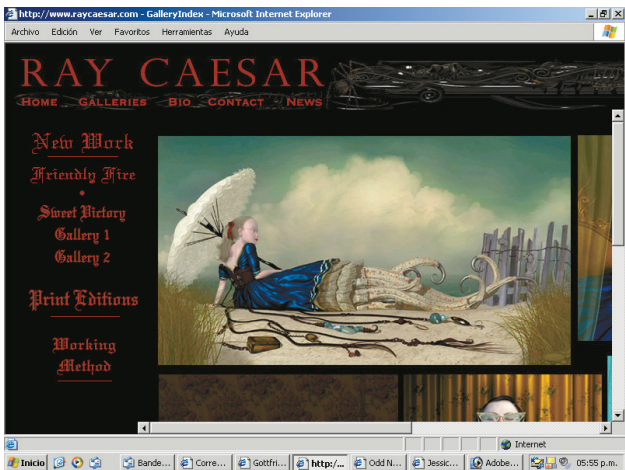 http://www.raycaesar.com - GalleryIndex - Microsoft Internet Explorer
Archivo Edición Ver Favoritos Herramientas Ayuda
RAY CAESAR
HOME GALLERIES BIO CONTACT NEWS
New Work
Friendly Fire
Sweet Victory
Gallery 1
Gallery 2
Print Editions
Working
Method
Internet
Inicio Bande... Corre... Gottfri... http:/... Odd N... Jessic... Adobe... 05:55 p.m.